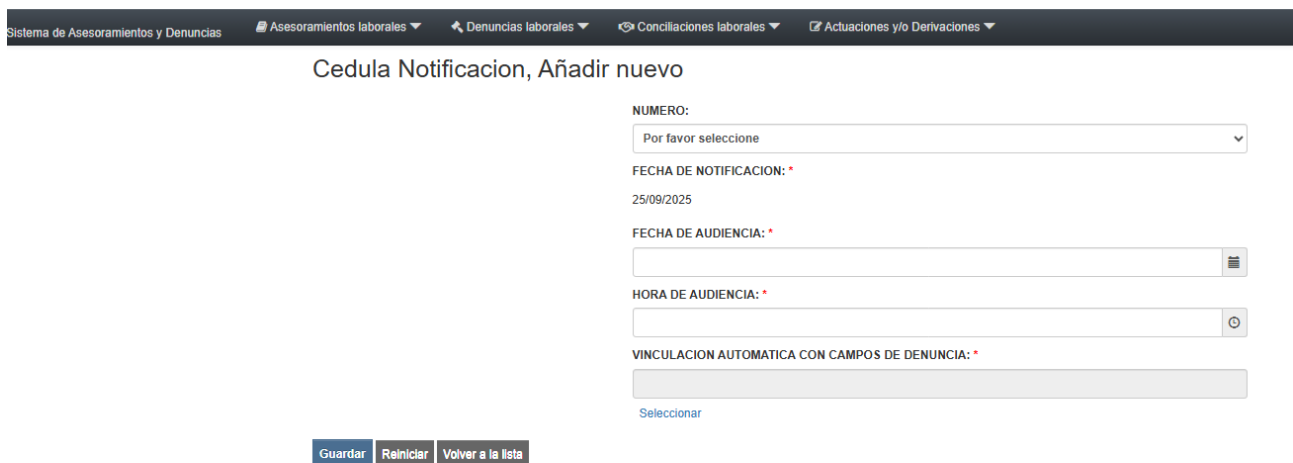 Sistema de Asesoramientos y Denuncias Asesoramientos laborales Denuncias laborales Conciliaciones laborales Actuaciones y/o Derivaciones
Cedula Notificacion, Añadir nuevo
NUMERO:
Por favor seleccione
FECHA DE NOTIFICACION: *
25/09/2025
FECHA DE AUDIENCIA: *
HORA DE AUDIENCIA: *
VINCULACION AUTOMATICA CON CAMPOS DE DENUNCIA: *
Seleccionar
Guardar Reiniciar Volver a la lista